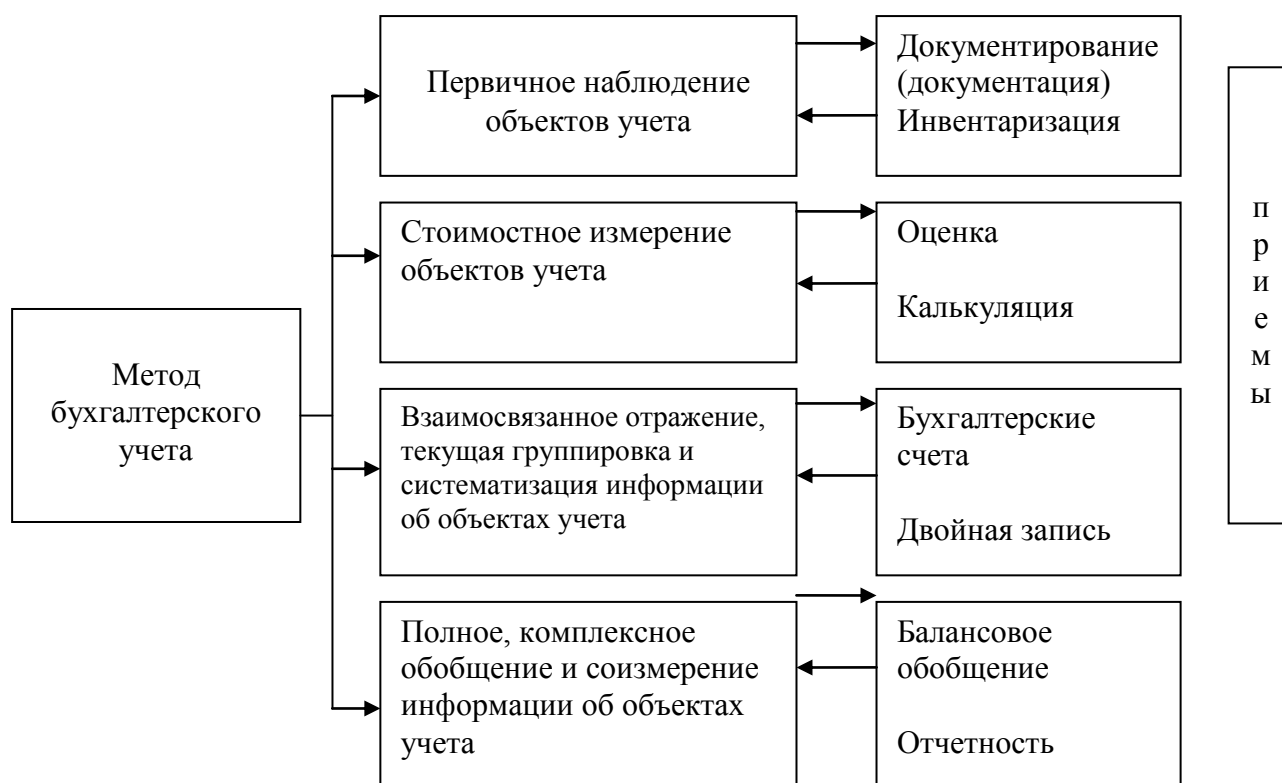 Метод
бухгалтерского
учета
Первичное наблюдение
объектов учета
Документирование
(документация)
Инвентаризация
Стоимостное измерение
объектов учета
Оценка
Калькуляция
Взаимосвязанное отражение,
текущая группировка и
систематизация информации
об объектах учета
Бухгалтерские
счета
Двойная запись
Полное, комплексное
обобщение и соизмерение
информации об объектах
учета
Балансовое
обобщение
Отчетность
п
р
и
е
м
ы